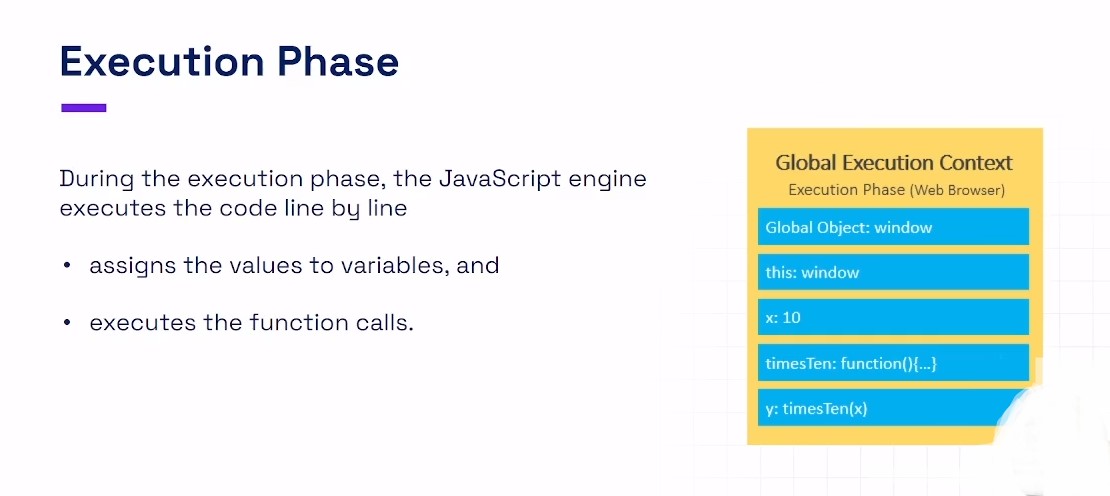 Execution Phase
During the execution phase, the JavaScript engine
executes the code line by line
• assigns the values to variables, and
• executes the function calls.
Global Execution Context
Execution Phase (Web Browser)
Global Object: window
this: window
x: 10
timesTen: function(){...}
y: timesTen(x)